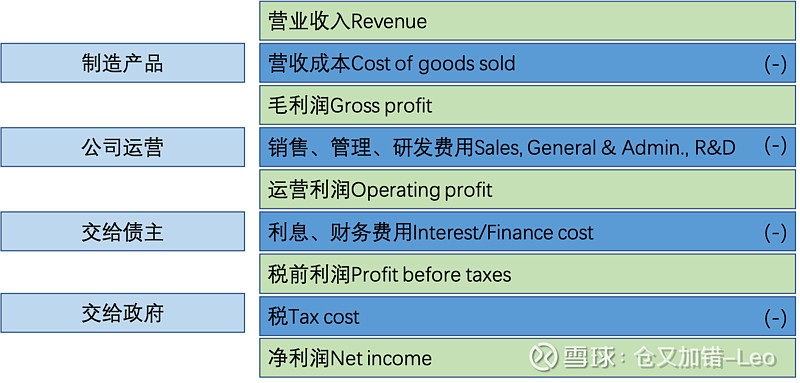 营业收入Revenue
制造产品
营收成本Cost of goods sold (-)
毛利润Gross profit
公司运营
销售、管理、研发费用Sales, General & Admin., R&D (-)
运营利润Operating profit
交给债主
利息、财务费用Interest/Finance cost (-)
税前利润Profit before taxes
交给政府
税Tax cost (-)
净利润Net income
雪球：仓又加错-Leo